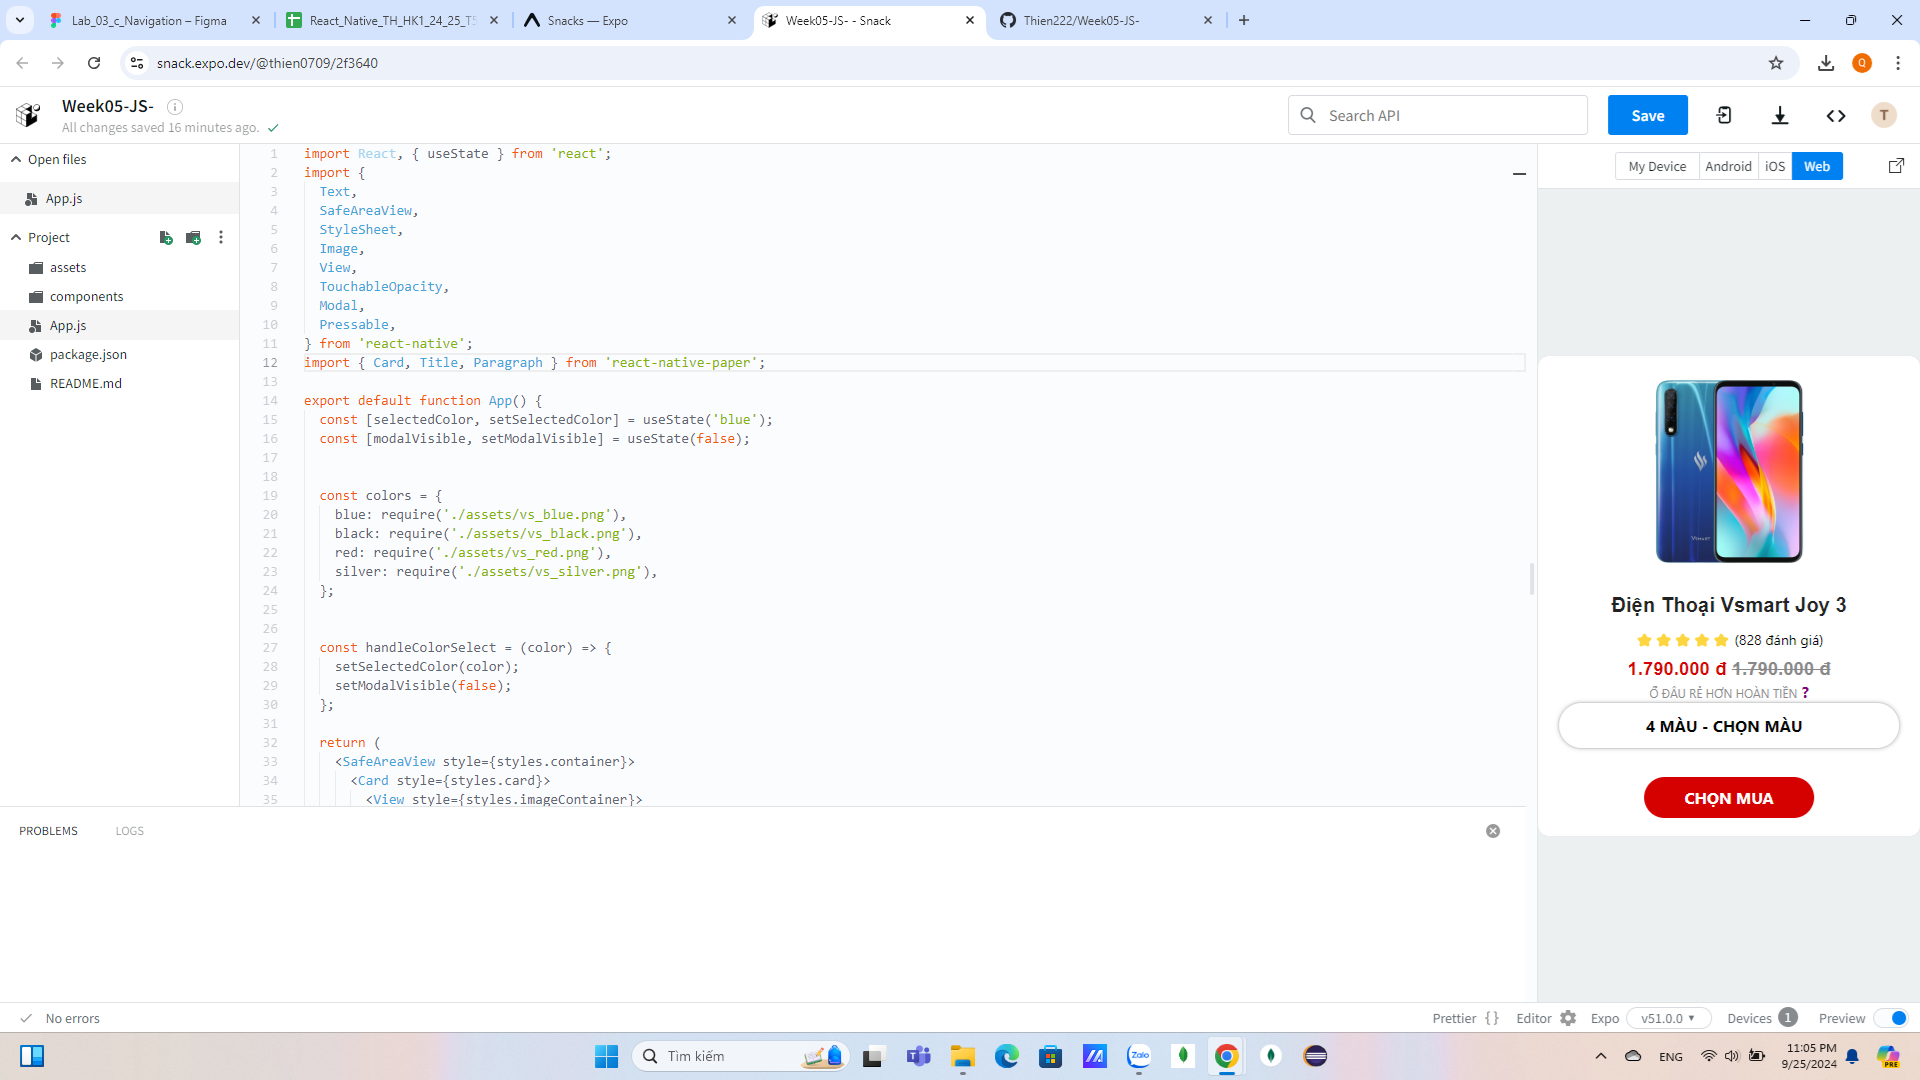 Lab_03_c_Navigation – Figma
React_Native_TH_HK1_24_25_T5
Snacks — Expo
Week05-JS- - Snack
Thien222/Week05-JS-
snack.expo.dev/@thien0709/2f3640
Q
Week05-JS-
All changes saved 16 minutes ago.
Search API
Save
T
Open files
App.js
Project
assets
components
App.js
package.json
README.md
1 import React, { useState } from 'react';
2 import {
3 Text,
4 SafeAreaView,
5 StyleSheet,
6 Image,
7 View,
8 TouchableOpacity,
9 Modal,
10 Pressable,
11 } from 'react-native';
12 import { Card, Title, Paragraph } from 'react-native-paper';
13
14 export default function App() {
15 const [selectedColor, setSelectedColor] = useState('blue');
16 const [modalVisible, setModalVisible] = useState(false);
17
18
19 const colors = {
20 blue: require('./assets/vs_blue.png'),
21 black: require('./assets/vs_black.png'),
22 red: require('./assets/vs_red.png'),
23 silver: require('./assets/vs_silver.png'),
24 };
25
26
27 const handleColorSelect = (color) => {
28 setSelectedColor(color);
29 setModalVisible(false);
30 };
31
32 return (
33 <SafeAreaView style={styles.container}>
34 <Card style={styles.card}>
35 <View style={styles.imageContainer}>
My Device Android iOS Web
Vsmart
Điện Thoại Vsmart Joy 3
(828 đánh giá)
1.790.000 đ 1.790.000 đ
Ở ĐÂU RẺ HƠN HOÀN TIỀN ?
4 MÀU - CHỌN MÀU
CHỌN MUA
PROBLEMS LOGS
No errors
Prettier {} Editor Expo v51.0.0 Devices 1 Preview
Tìm kiếm
Zalo
ENG
11:05 PM
9/25/2024
PRE